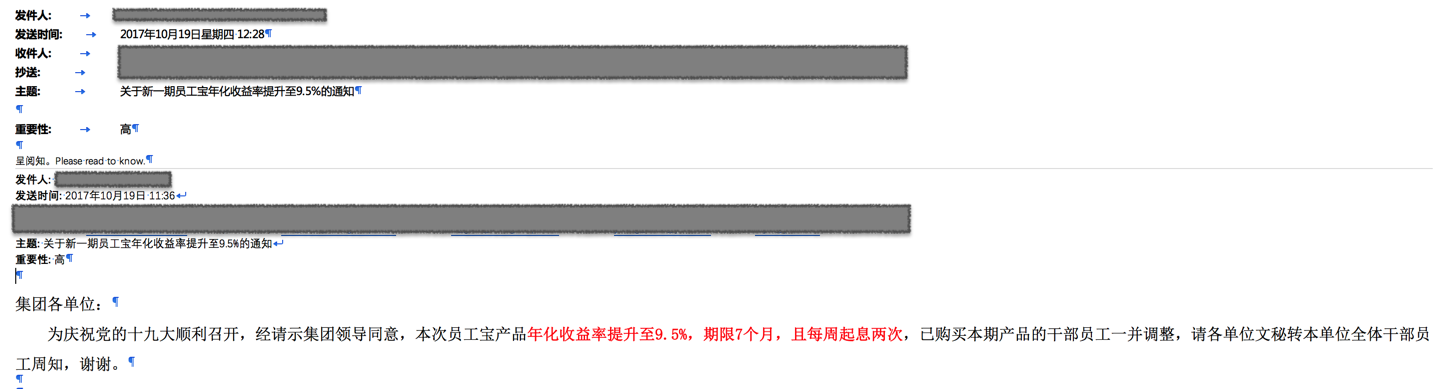 发件人:
发送时间: 2017年10月19日星期四 12:28
收件人:
抄送:
主题: 关于新一期员工宝年化收益率提升至9.5%的通知
重要性: 高
呈阅知。Please read to know.
发件人:
发送时间: 2017年10月19日 11:36
主题: 关于新一期员工宝年化收益率提升至9.5%的通知
重要性: 高
集团各单位：
为庆祝党的十九大顺利召开，经请示集团领导同意，本次员工宝产品年化收益率提升至9.5%，期限7个月，且每周起息两次，已购买本期产品的干部员工一并调整，请各单位文秘转本单位全体干部员
工周知，谢谢。